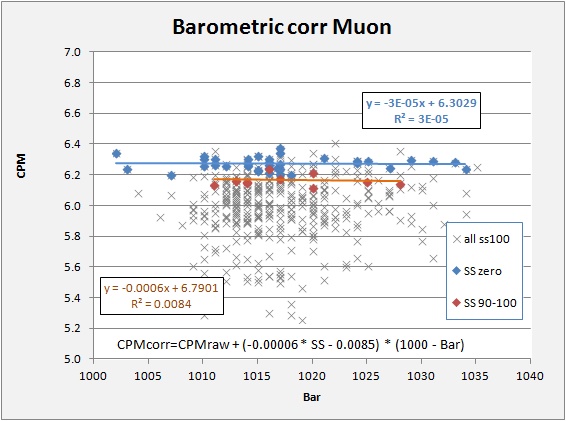 Barometric corr Muon
CPM
7.0
6.8
6.6
6.4
6.2
6.0
5.8
5.6
5.4
5.2
5.0
y = -3E-05x + 6.3029
R² = 3E-05
all ss100
SS zero
SS 90-100
y = -0.0006x + 6.7901
R² = 0.0084
CPMcorr=CPMraw + (-0.00006 * SS - 0.0085) * (1000 - Bar)
1000 1005 1010 1015 1020 1025 1030 1035 1040
Bar